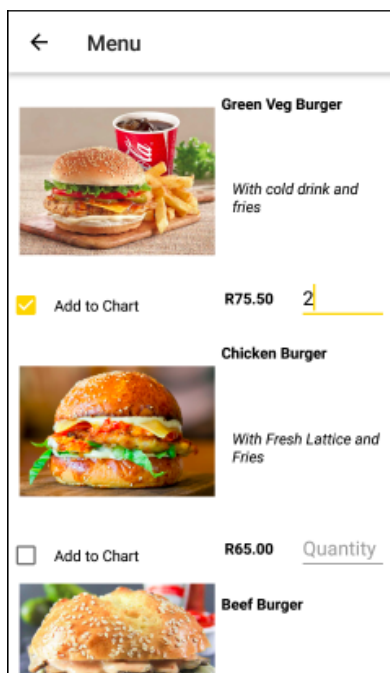 Menu
Green Veg Burger
With cold drink and
fries
Add to Chart
R75.50
2
Chicken Burger
With Fresh Lattice and
Fries
Add to Chart
R65.00
Quantity
Beef Burger